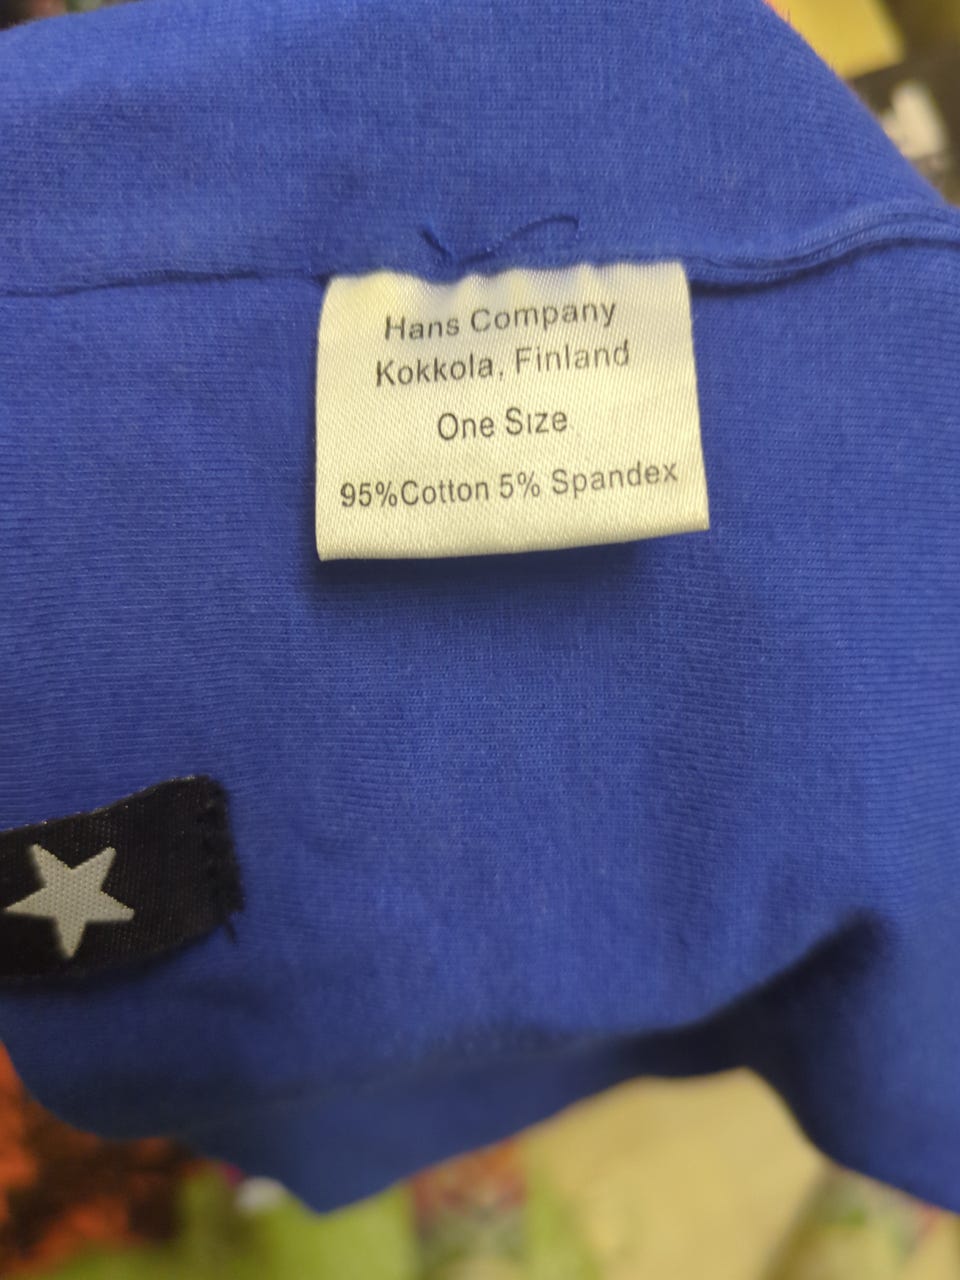 Hans Company
Kokkola, Finland
One Size
95%Cotton 5% Spandex